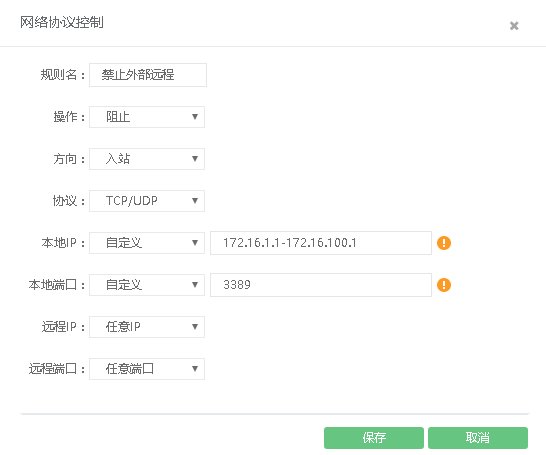 网络协议控制
规则名： 禁止外部远程
操作： 阻止
方向： 入站
协议： TCP/UDP
本地IP： 自定义 172.16.1.1-172.16.100.1
本地端口： 自定义 3389
远程IP： 任意IP
远程端口： 任意端口
保存 取消